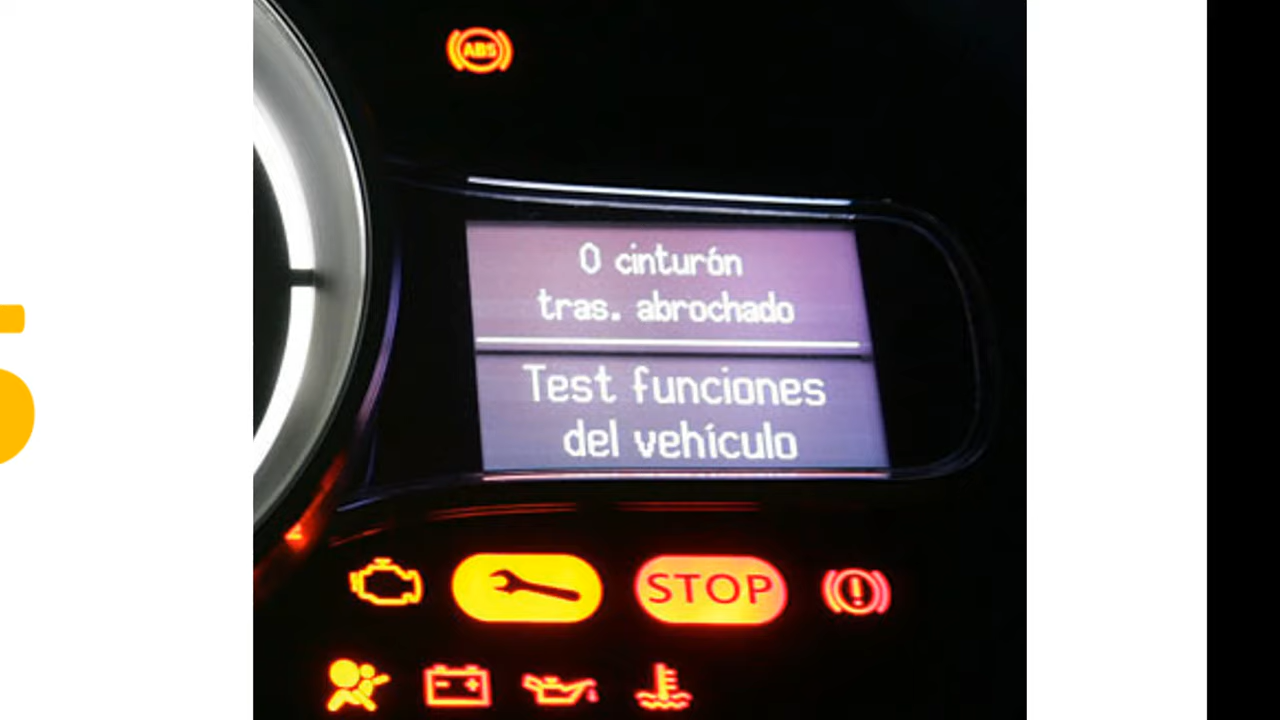 ABS
0 cinturón
tras. abrochado
Test funciones
del vehículo
STOP